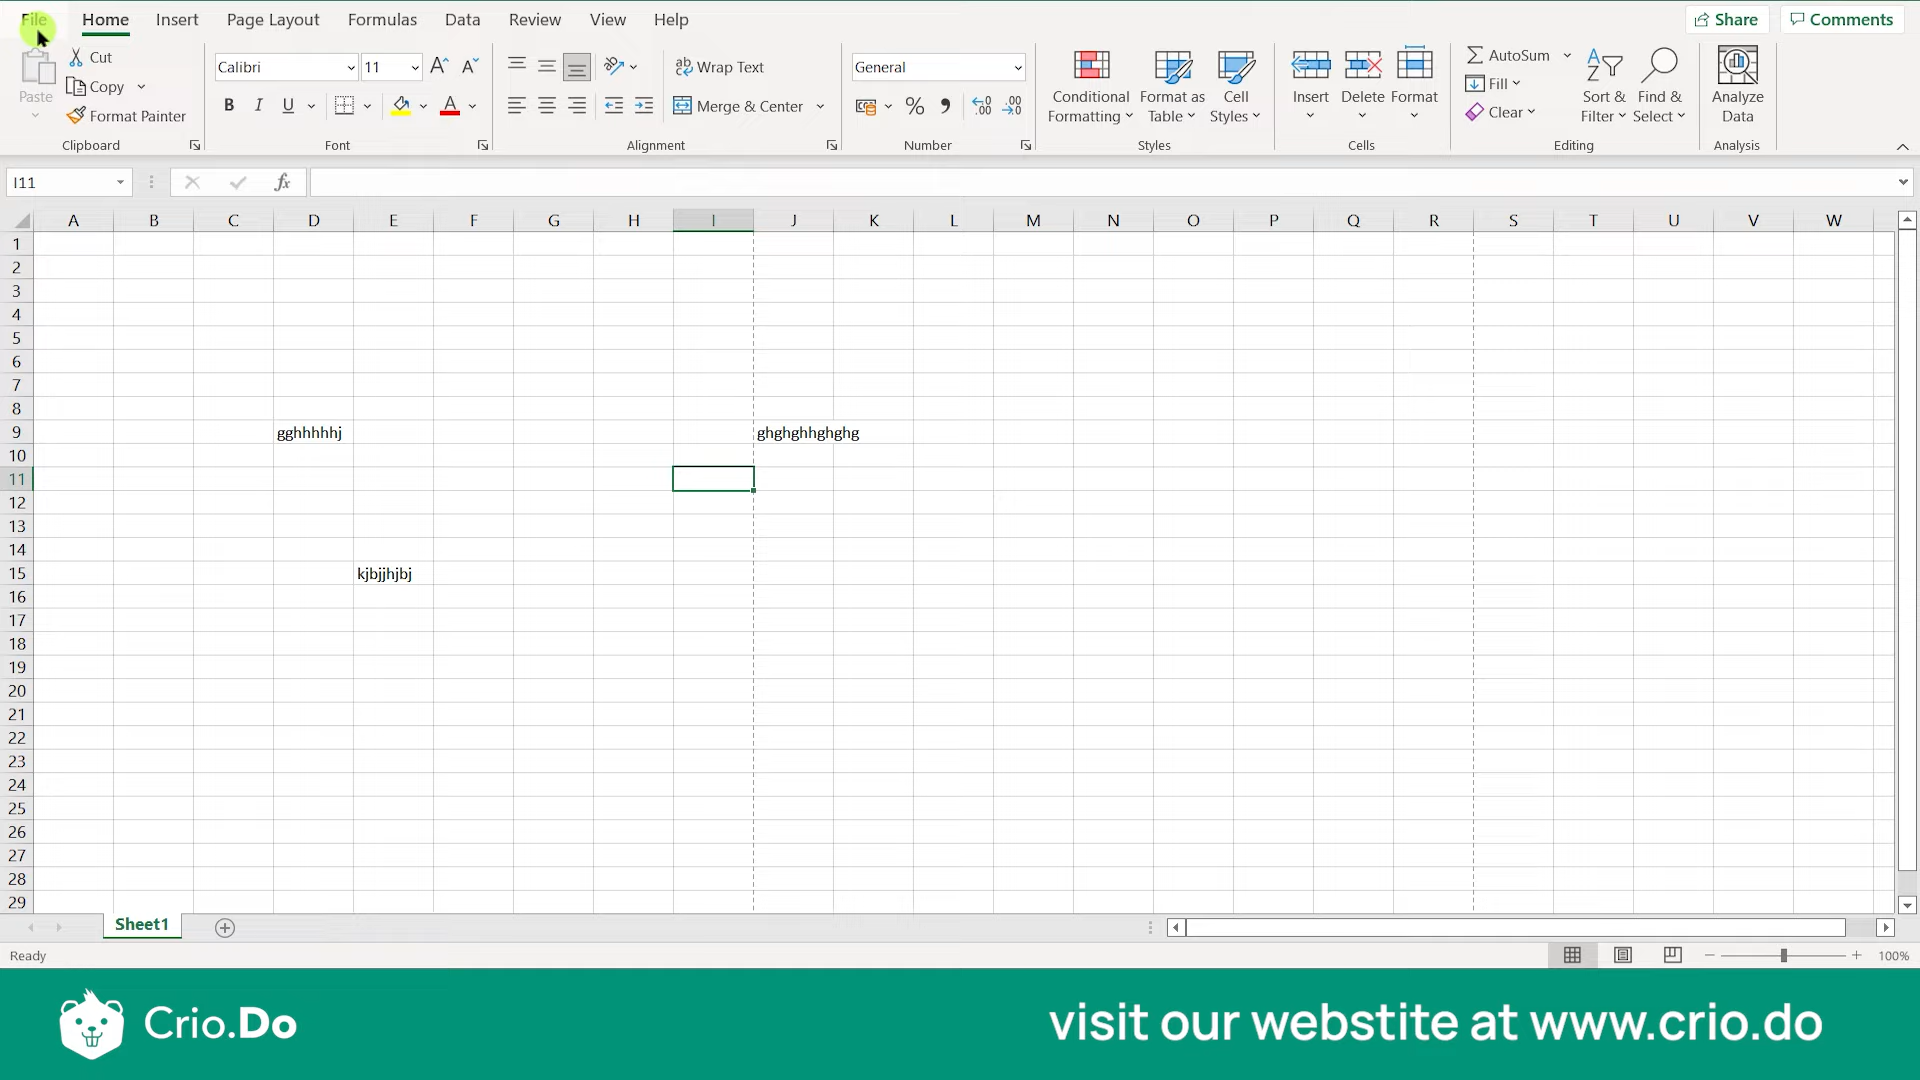 File Home Insert Page Layout Formulas Data Review View Help Share Comments
Paste Cut Copy Format Painter
Clipboard
Calibri 11
B I U A
Font
ab Wrap Text
Merge & Center
Alignment
General
% 9 .00
Number
Conditional Formatting Format as Table Cell Styles
Styles
Insert Delete Format
Cells
AutoSum Fill Clear Sort & Filter Find & Select
Editing
Analyze Data
Analysis
I11 fx
A B C D E F G H I J K L M N O P Q R S T U V W
1
2
3
4
5
6
7
8
9 gghhhhhj ghghghhghghg
10
11
12
13
14
15 kjbjjhjbj
16
17
18
19
20
21
22
23
24
25
26
27
28
29
Sheet1
Ready 100%
Crio.Do visit our webstite at www.crio.do